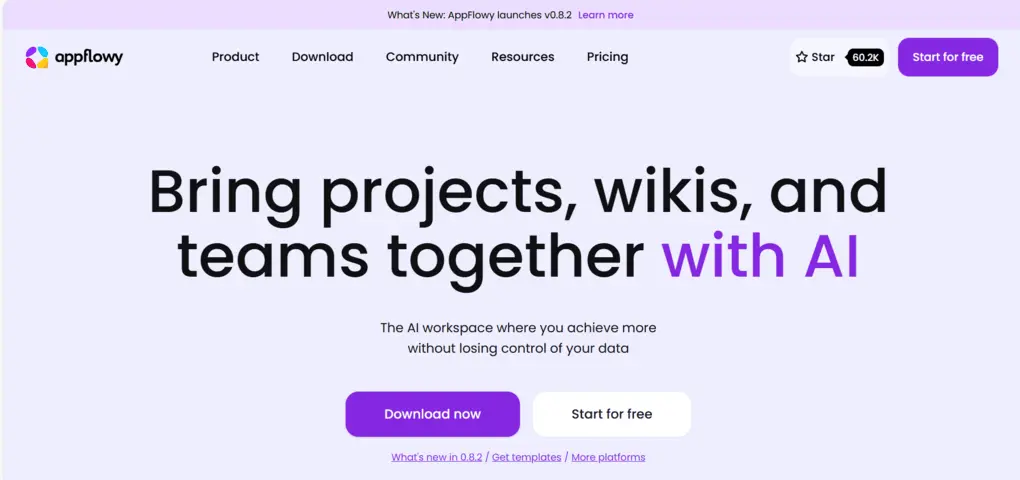 What's New: AppFlowy launches v0.8.2 Learn more
appflowy Product Download Community Resources Pricing Star 60.2K Start for free
Bring projects, wikis, and
teams together with AI
The AI workspace where you achieve more
without losing control of your data
Download now Start for free
What's new in 0.8.2 / Get templates / More platforms